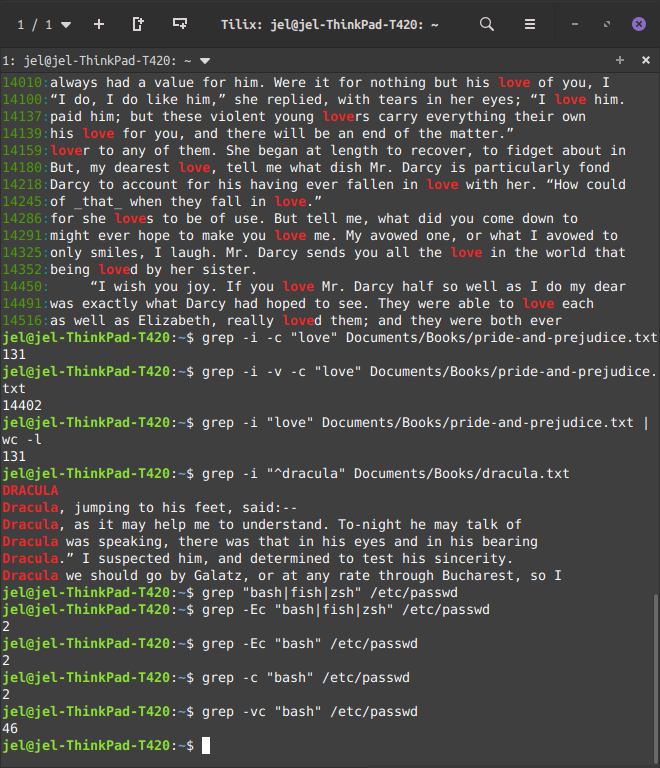 1 / 1 Tilix: jel@jel-ThinkPad-T420: ~
1: jel@jel-ThinkPad-T420: ~
14010:always had a value for him. Were it for nothing but his love of you, I
14100:“I do, I do like him,” she replied, with tears in her eyes; “I love him.
14137:paid him; but these violent young lovers carry everything their own
14139:his love for you, and there will be an end of the matter.”
14159:lover to any of them. She began at length to recover, to fidget about in
14180:But, my dearest love, tell me what dish Mr. Darcy is particularly fond
14218:Darcy to account for his having ever fallen in love with her. “How could
14245:of _that_ when they fall in love.”
14286:for she loves to be of use. But tell me, what did you come down to
14291:might ever hope to make you love me. My avowed one, or what I avowed to
14325:only smiles, I laugh. Mr. Darcy sends you all the love in the world that
14352:being loved by her sister.
14450:     “I wish you joy. If you love Mr. Darcy half so well as I do my dear
14491:was exactly what Darcy had hoped to see. They were able to love each
14516:as well as Elizabeth, really loved them; and they were both ever
jel@jel-ThinkPad-T420:~$ grep -i -c "love" Documents/Books/pride-and-prejudice.txt
131
jel@jel-ThinkPad-T420:~$ grep -i -v -c "love" Documents/Books/pride-and-prejudice.
txt
14402
jel@jel-ThinkPad-T420:~$ grep -i "love" Documents/Books/pride-and-prejudice.txt |
wc -l
131
jel@jel-ThinkPad-T420:~$ grep -i "^dracula" Documents/Books/dracula.txt
DRACULA
Dracula, jumping to his feet, said:--
Dracula, as it may help me to understand. To-night he may talk of
Dracula was speaking, there was that in his eyes and in his bearing
Dracula.” I suspected him, and determined to test his sincerity.
Dracula we should go by Galatz, or at any rate through Bucharest, so I
jel@jel-ThinkPad-T420:~$ grep "bash|fish|zsh" /etc/passwd
jel@jel-ThinkPad-T420:~$ grep -Ec "bash|fish|zsh" /etc/passwd
2
jel@jel-ThinkPad-T420:~$ grep -Ec "bash" /etc/passwd
2
jel@jel-ThinkPad-T420:~$ grep -c "bash" /etc/passwd
2
jel@jel-ThinkPad-T420:~$ grep -vc "bash" /etc/passwd
46
jel@jel-ThinkPad-T420:~$